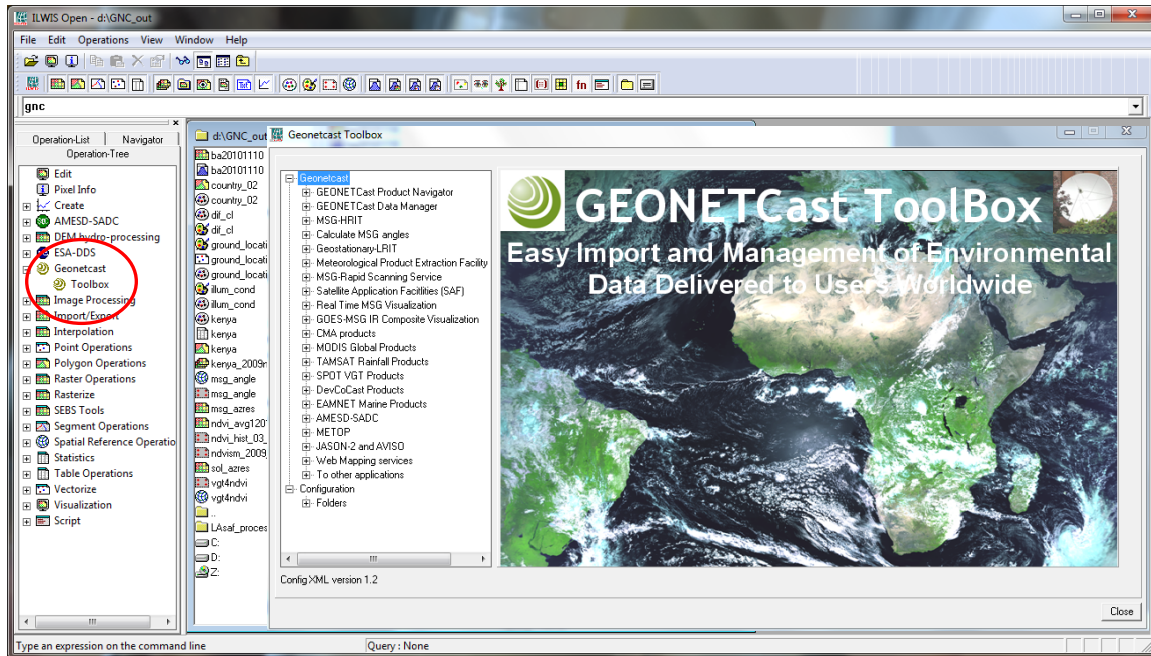 ILWIS Open - d:\GNC_out
File Edit Operations View Window Help
gnc
Operation-List Navigator
Operation-Tree
Edit
Pixel Info
Create
AMESD-SADC
DEM hydro-processing
ESA-DDS
Geonetcast
Toolbox
Image Processing
Import/Export
Interpolation
Point Operations
Polygon Operations
Raster Operations
Rasterize
SEBS Tools
Segment Operations
Spatial Reference Operatio
Statistics
Table Operations
Vectorize
Visualization
Script
d:\GNC_out
ba20101110
ba20101110
country_02
country_02
dif_cl
dif_cl
ground_locati
ground_locati
ground_locati
illum_cond
illum_cond
kenya
kenya
kenya
kenya_2009
msg_angle
msg_angle
msg_azres
ndvi_avg120
ndvi_hist_03_
ndvism_2009_
sol_azres
vgt4ndvi
vgt4ndvi
..
LAsaf_proces
C:
D:
Z:
Geonetcast Toolbox
Geonetcast
GEONETCast Product Navigator
GEONETCast Data Manager
MSG-HRIT
Calculate MSG angles
Geostationary-LRIT
Meteorological Product Extraction Facility
MSG-Rapid Scanning Service
Satellite Application Facitlities (SAF)
Real Time MSG Visualization
GOES-MSG IR Composite Visualization
CMA products
MODIS Global Products
TAMSAT Rainfall Products
SPOT VGT Products
DevCoCast Products
EAMNET Marine Products
AMESD-SADC
METOP
JASON-2 and AVISO
Web Mapping services
To other applications
Configuration
Folders
GEONETCast ToolBox
Easy Import and Management of Environmental
Data Delivered to Users Worldwide
Config XML version 1.2
Close
Type an expression on the command line
Query : None